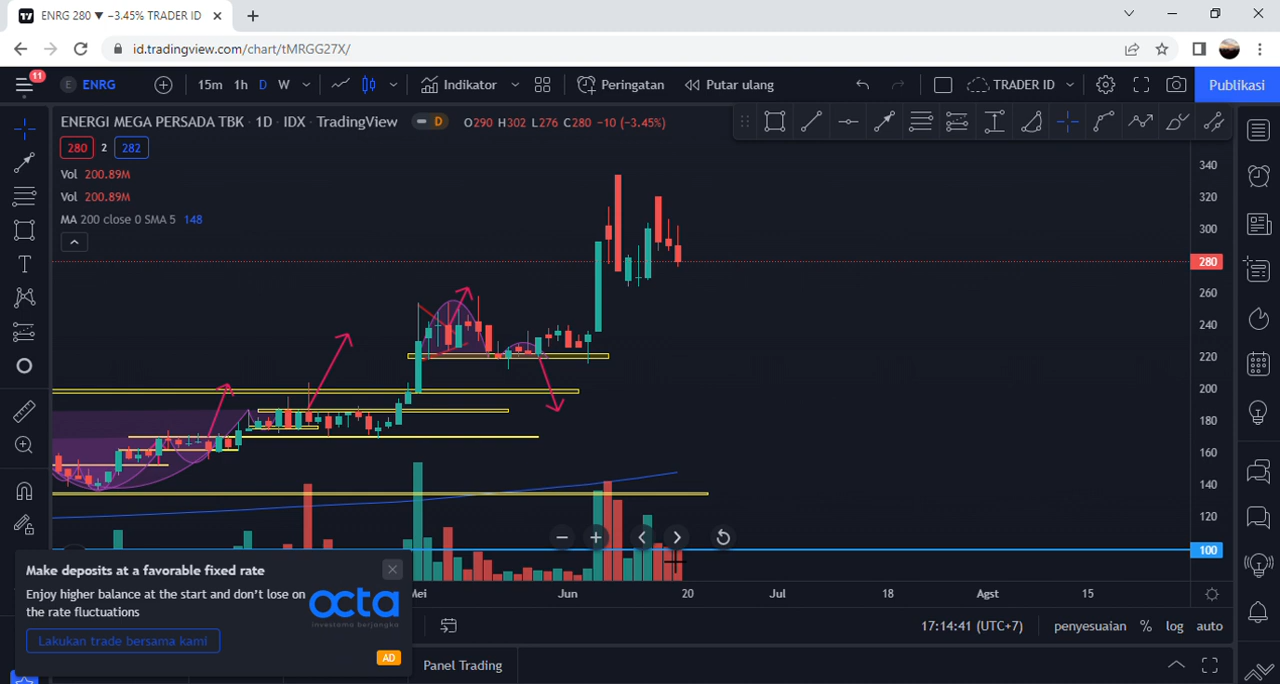 ENRG 280 ▼ −3.45% TRADER ID
id.tradingview.com/chart/tMRGG27X/
11
E ENRG
15m 1h D W
Indikator
Peringatan
Putar ulang
TRADER ID
Publikasi
ENERGI MEGA PERSADA TBK · 1D · IDX · TradingView
D
O290 H302 L276 C280 −10 (−3.45%)
280 2 282
Vol 200.89M
Vol 200.89M
MA 200 close 0 SMA 5 148
340
320
300
280
260
240
220
200
180
160
140
120
100
Make deposits at a favorable fixed rate
Enjoy higher balance at the start and don't lose on
the rate fluctuations
octa
investama berjangka
Lakukan trade bersama kami
AD
Mei Jun 20 Jul 18 Agst 15
17:14:41 (UTC+7) penyesuaian % log auto
Panel Trading